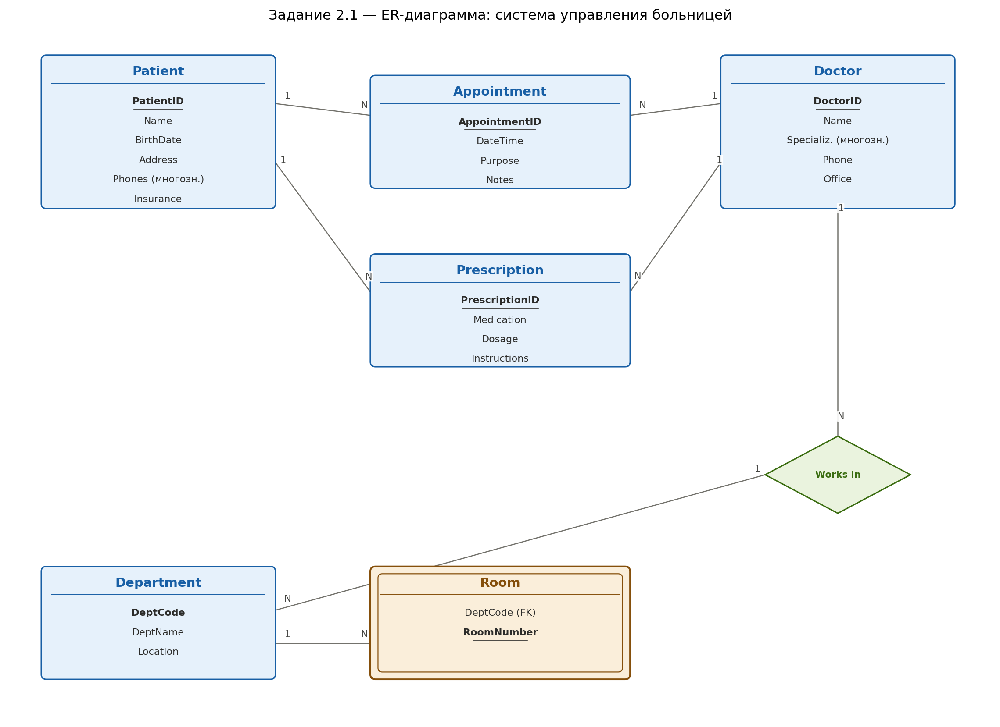 Задание 2.1 — ER-диаграмма: система управления больницей
Patient
PatientID
Name
BirthDate
Address
Phones (многозн.)
Insurance
1
N
1
N
Appointment
AppointmentID
DateTime
Purpose
Notes
N
1
1
N
Doctor
DoctorID
Name
Specializ. (многозн.)
Phone
Office
1
N
Prescription
PrescriptionID
Medication
Dosage
Instructions
Works in
1
N
Department
DeptCode
DeptName
Location
1
N
Room
DeptCode (FK)
RoomNumber